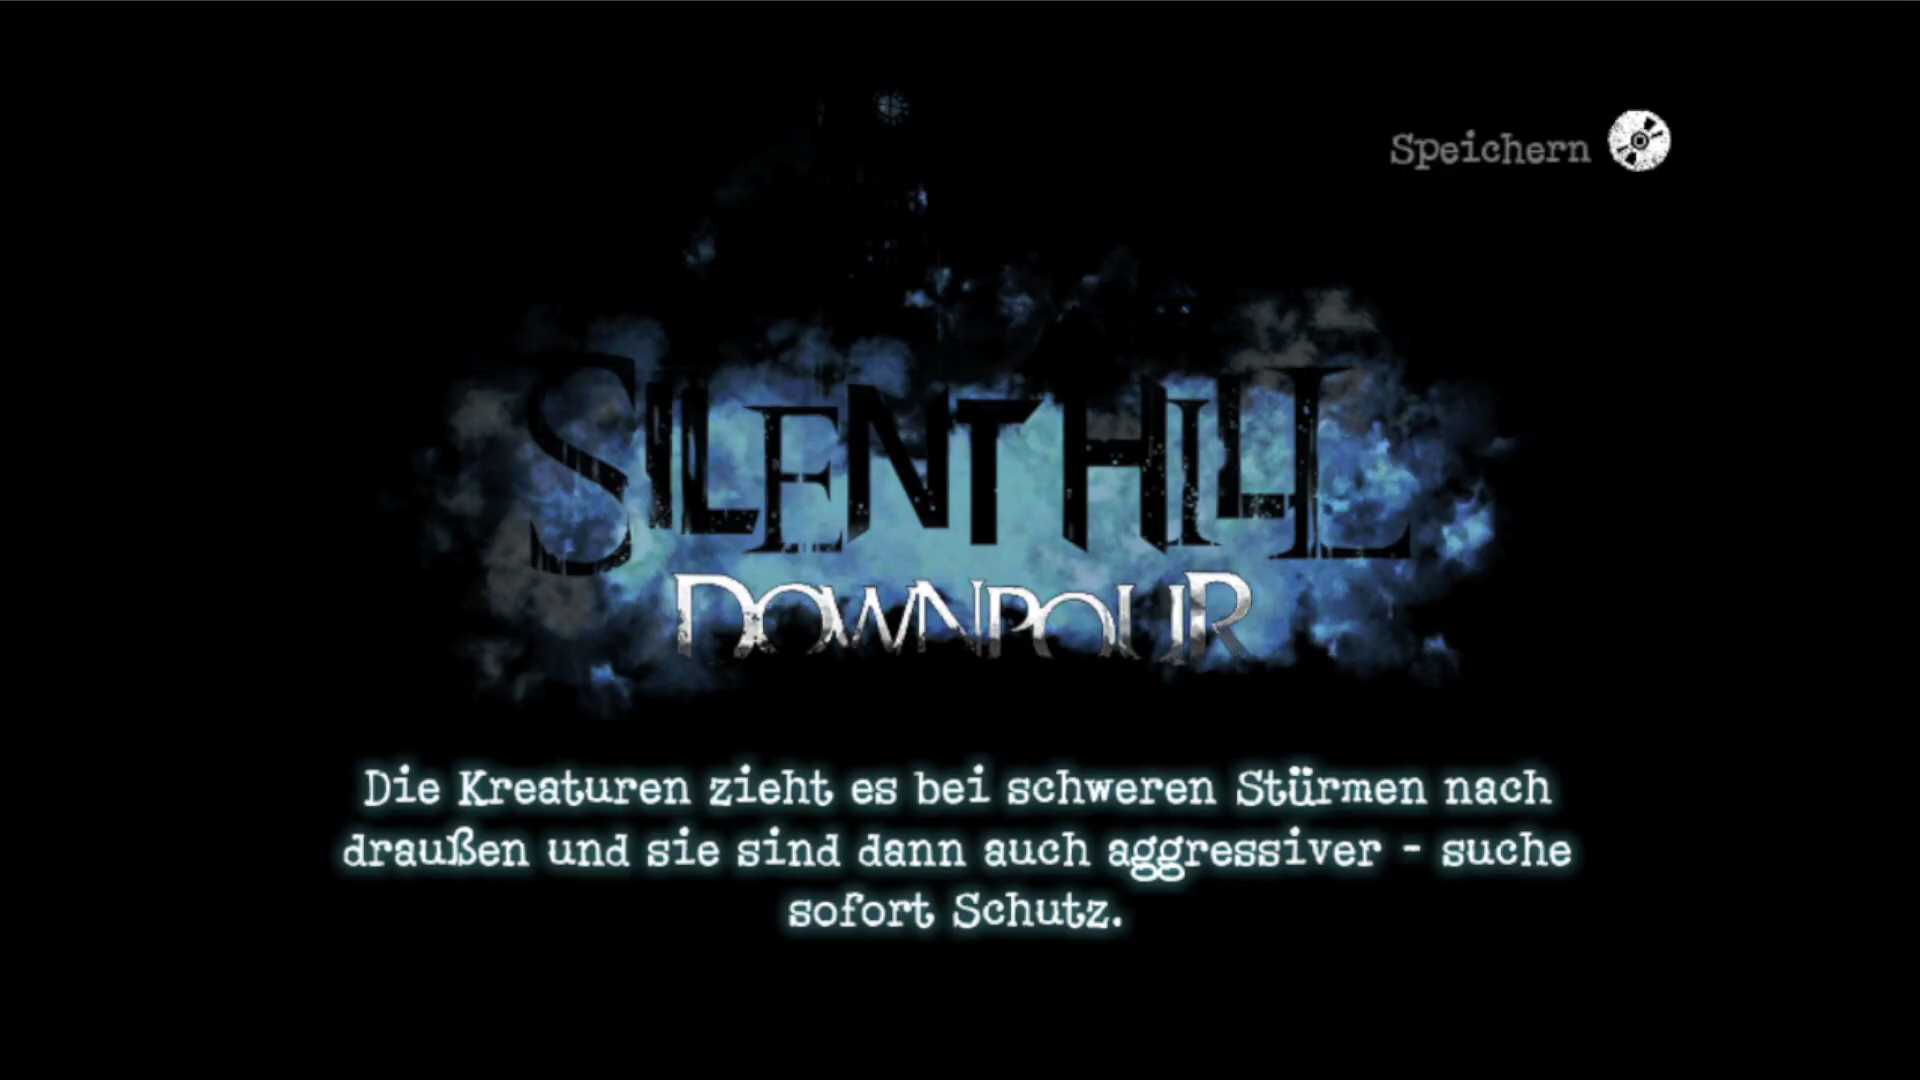 Speichern
SILENT HILL
DOWNPOUR
Die Kreaturen zieht es bei schweren Stürmen nach
draußen und sie sind dann auch aggressiver - suche
sofort Schutz.